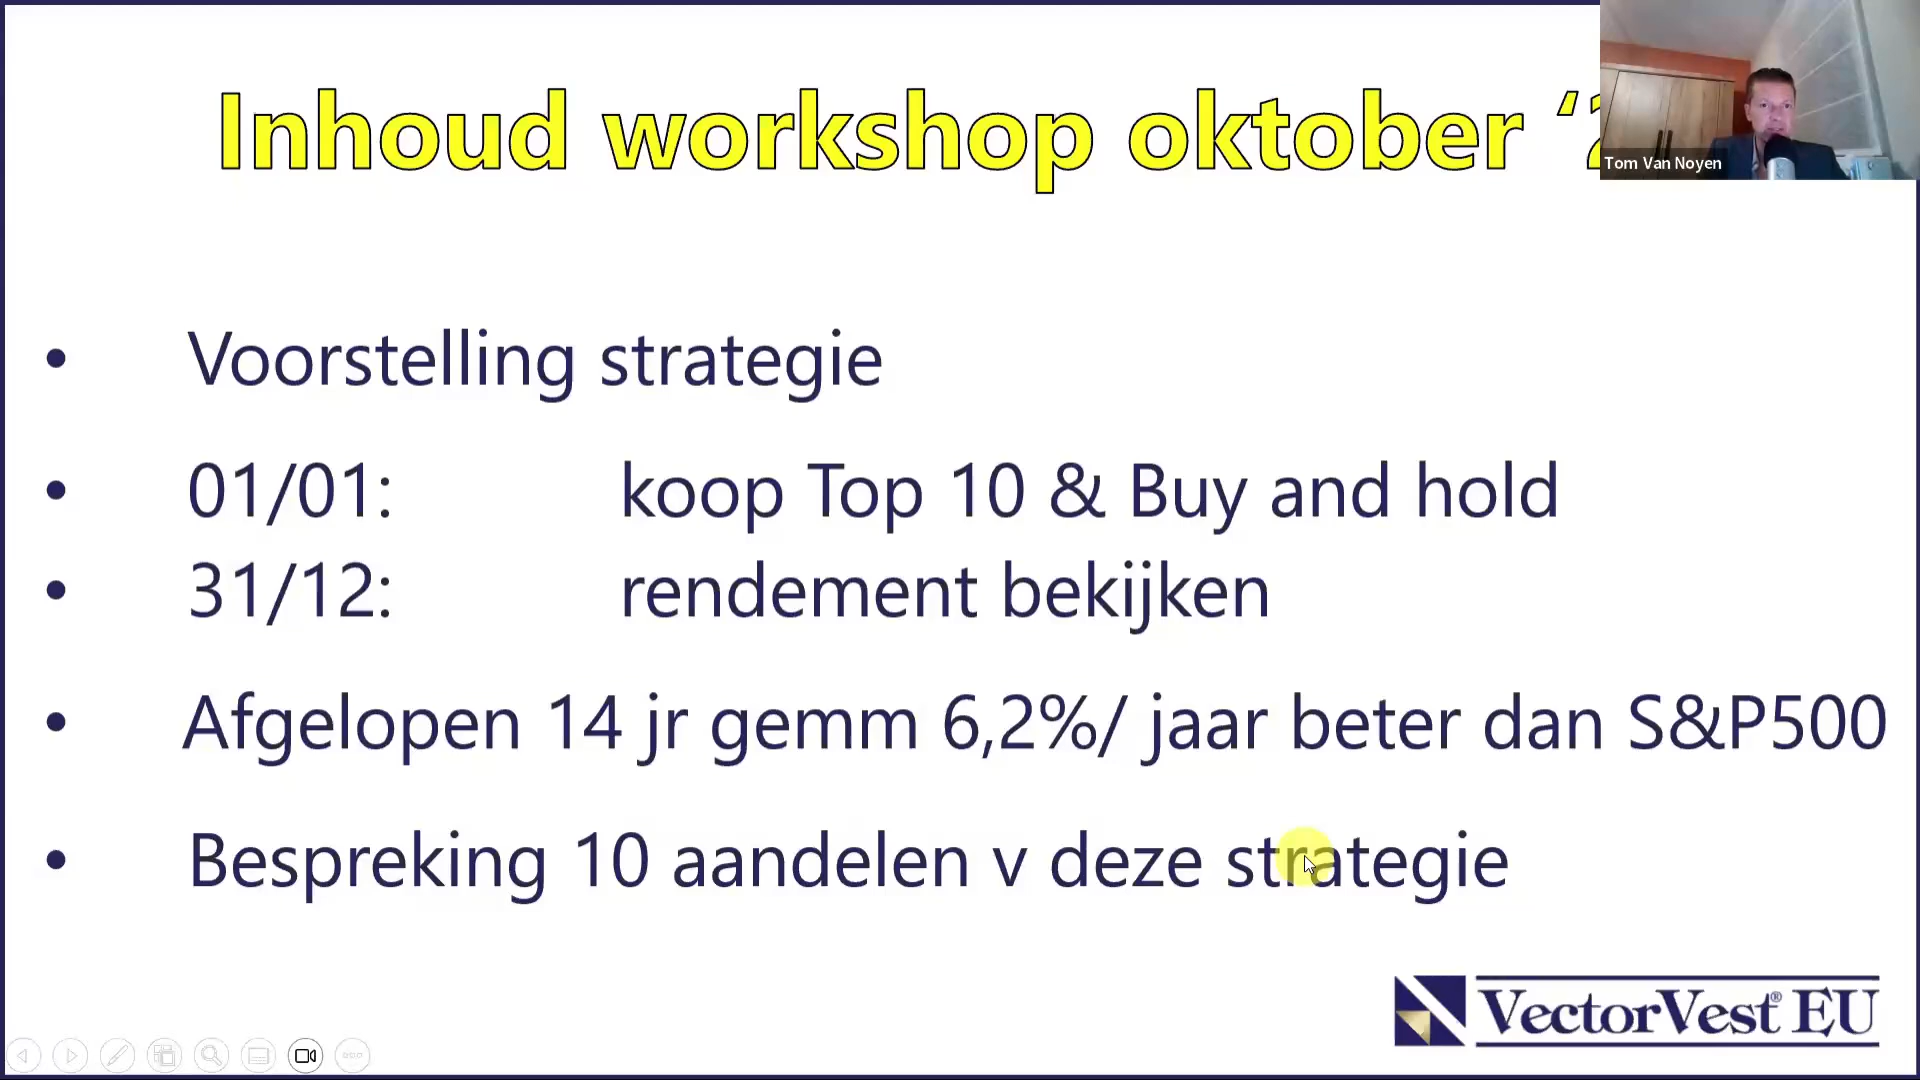 Inhoud workshop oktober ‘2
Tom Van Noyen
• Voorstelling strategie
• 01/01: koop Top 10 & Buy and hold
• 31/12: rendement bekijken
• Afgelopen 14 jr gemm 6,2%/ jaar beter dan S&P500
• Bespreking 10 aandelen v deze strategie
VectorVest® EU